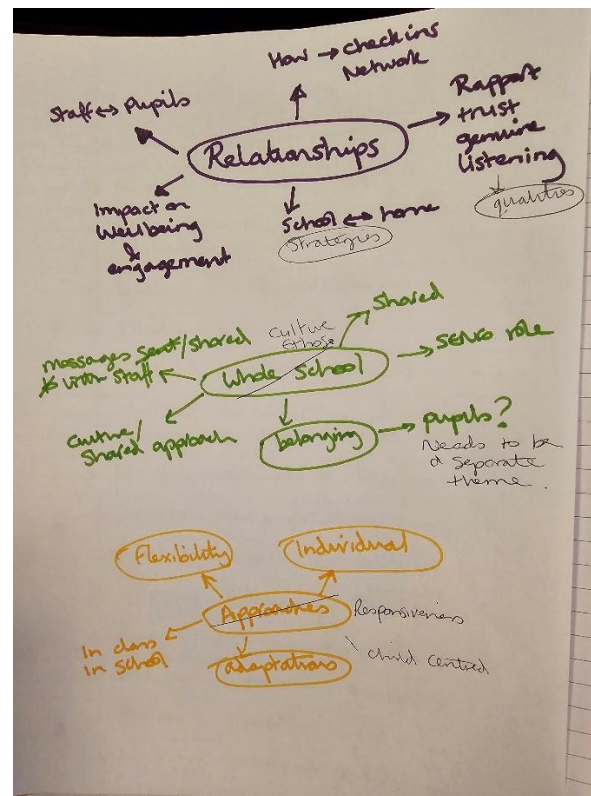 How → check ins
Network
Staff ↔ Pupils
Rapport
trust
genuine
listening
qualities
Relationships
Impact on
Wellbeing
&
engagement
School ↔ home
Strategies
Shared
culture
ethos
messages sent/shared
with staff
Whole School
SENCO role
culture/
Shared approach
belonging
pupils?
Needs to be
a separate
theme.
Flexibility
Individual
Approaches
Responsiveness
In class
in school
adaptations
child centred